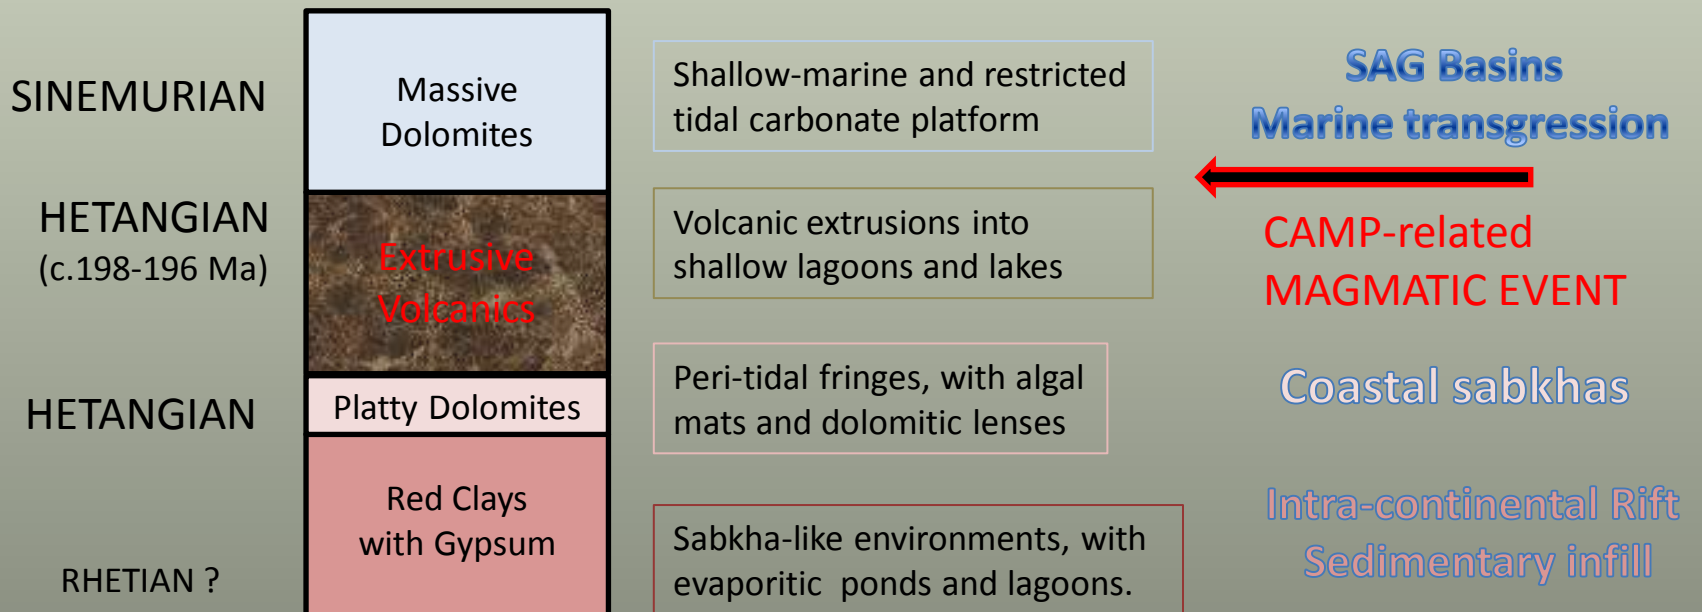 SINEMURIAN
Massive
Dolomites
Shallow-marine and restricted
tidal carbonate platform
SAG Basins
Marine transgression
HETANGIAN
(c.198-196 Ma)
Extrusive
Volcanics
Volcanic extrusions into
shallow lagoons and lakes
CAMP-related
MAGMATIC EVENT
HETANGIAN
Platty Dolomites
Peri-tidal fringes, with algal
mats and dolomitic lenses
Coastal sabkhas
RHETIAN ?
Red Clays
with Gypsum
Sabkha-like environments, with
evaporitic ponds and lagoons.
Intra-continental Rift
Sedimentary infill